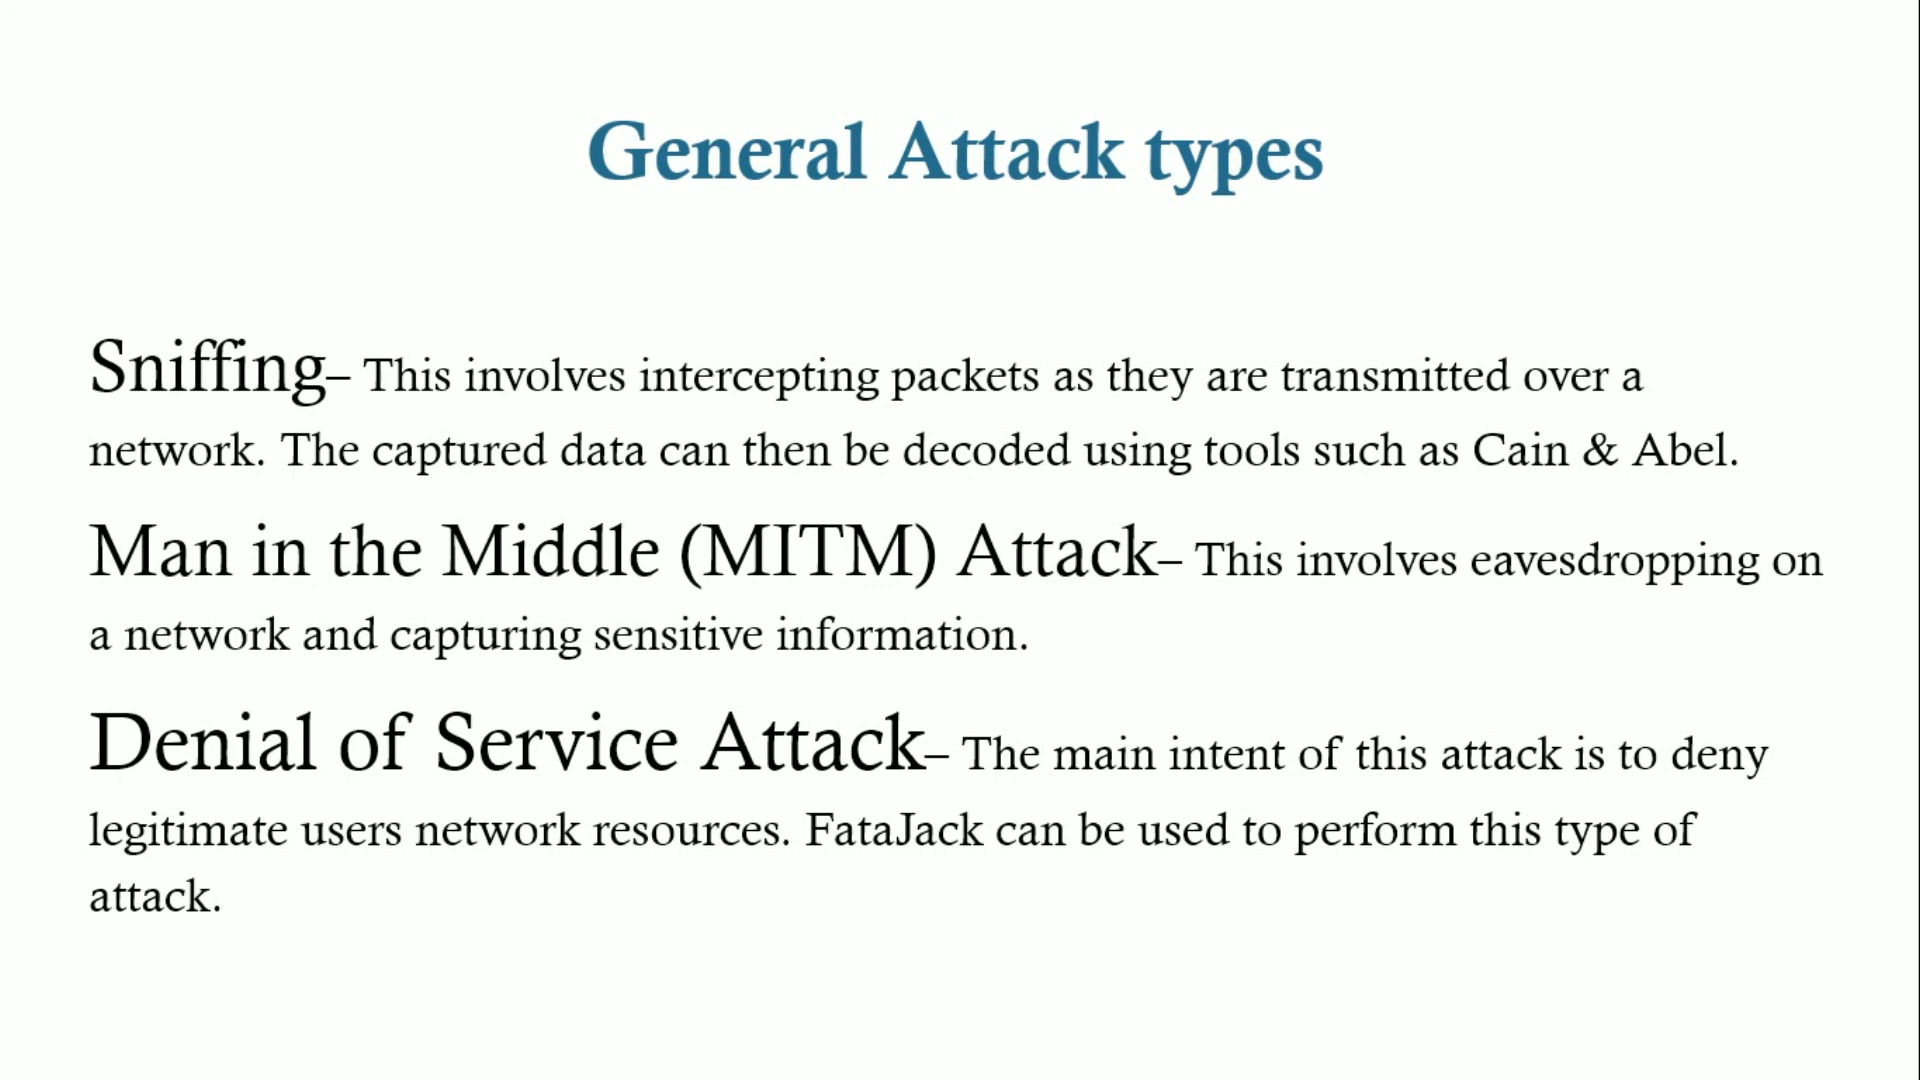 General Attack types
Sniffing– This involves intercepting packets as they are transmitted over a
network. The captured data can then be decoded using tools such as Cain & Abel.
Man in the Middle (MITM) Attack– This involves eavesdropping on
a network and capturing sensitive information.
Denial of Service Attack– The main intent of this attack is to deny
legitimate users network resources. FataJack can be used to perform this type of
attack.